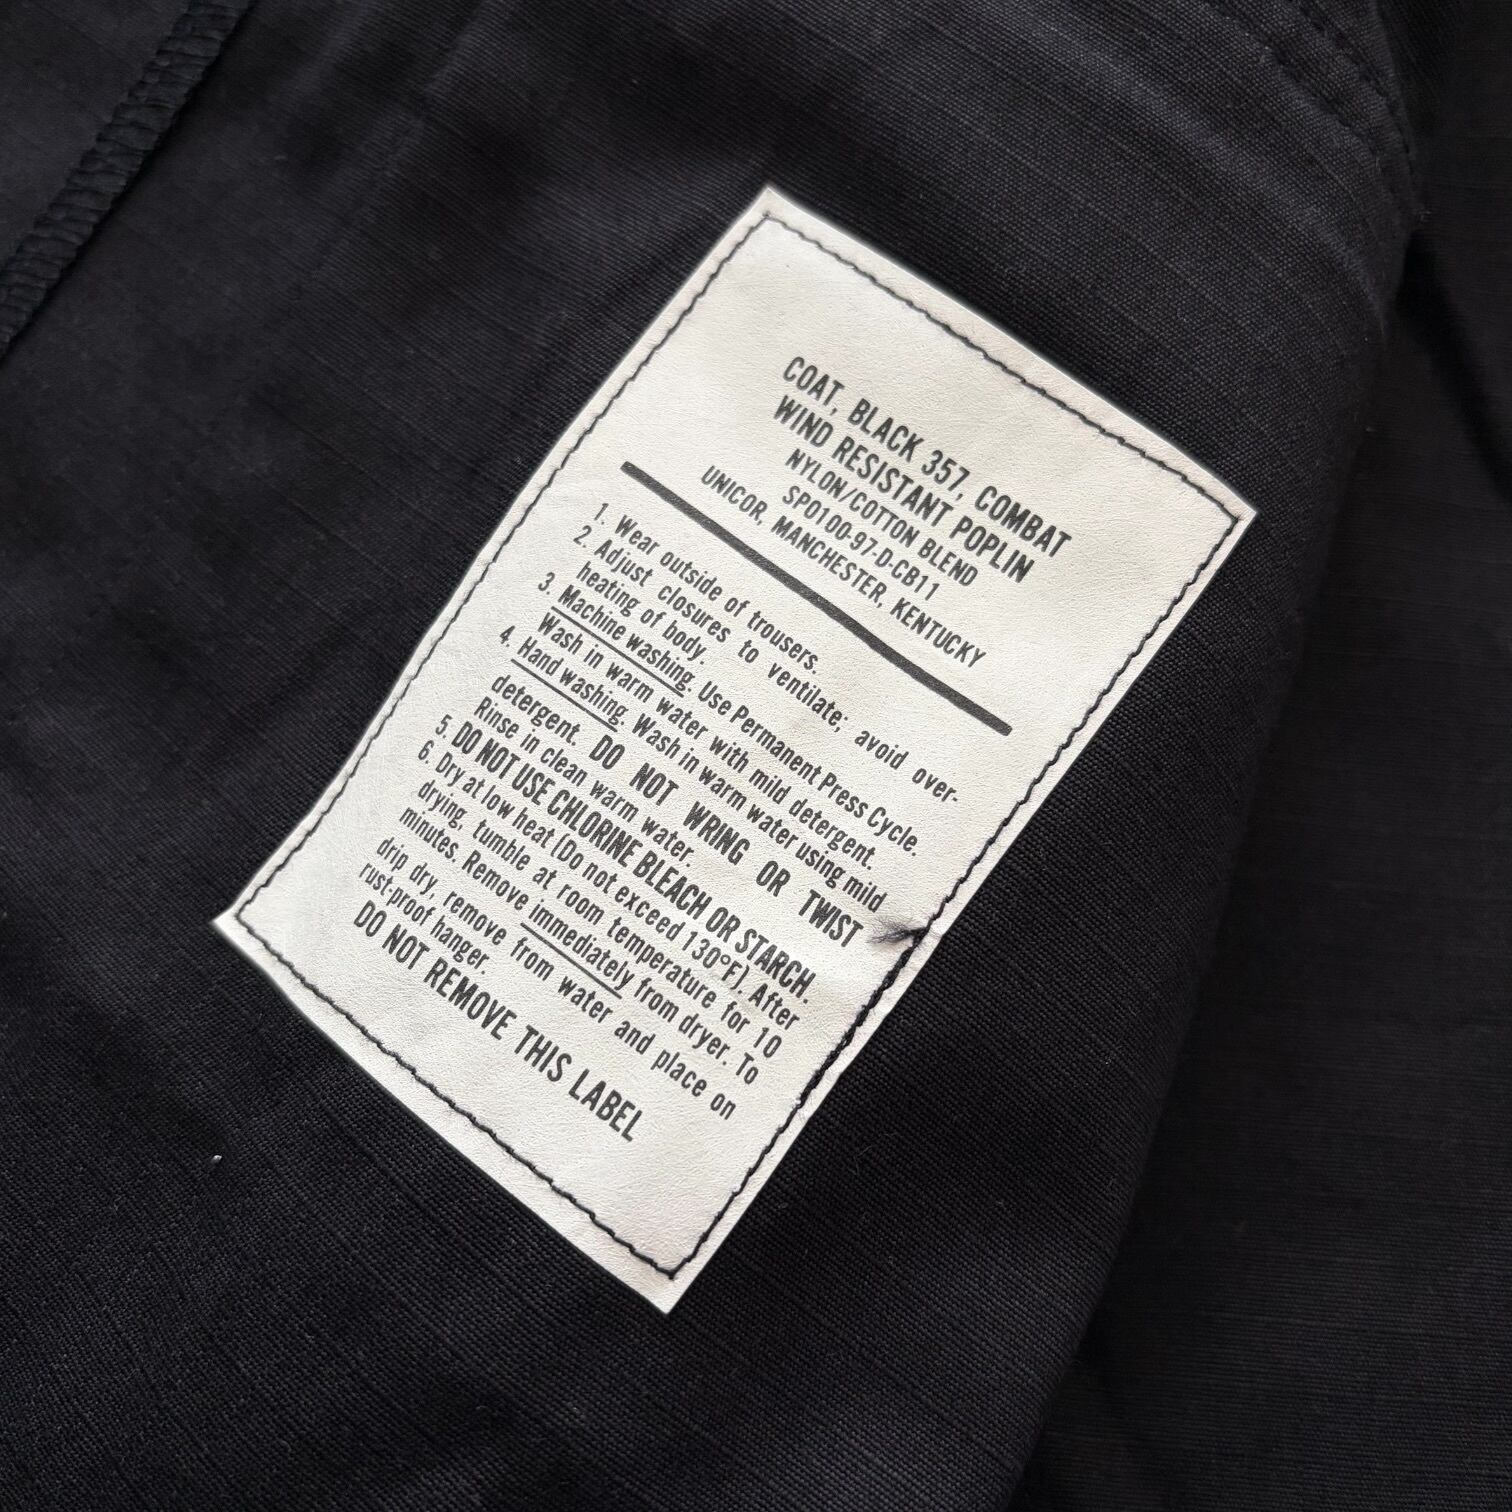 COAT, BLACK 357, COMBAT
WIND RESISTANT POPLIN
NYLON/COTTON BLEND
SPO100-97-D-CB11
UNICOR, MANCHESTER, KENTUCKY
1. Wear outside of trousers.
2. Adjust closures to ventilate; avoid over-
heating of body.
3. Machine washing. Use Permanent Press Cycle.
Wash in warm water with mild detergent.
4. Hand washing. Wash in warm water using mild
detergent. DO NOT WRING OR TWIST
Rinse in clean warm water.
5. DO NOT USE CHLORINE BLEACH OR STARCH.
6. Dry at low heat (Do not exceed 130°F). After
drying, tumble at room temperature for 10
minutes. Remove immediately from dryer. To
drip dry, remove from water and place on
rust-proof hanger.
DO NOT REMOVE THIS LABEL